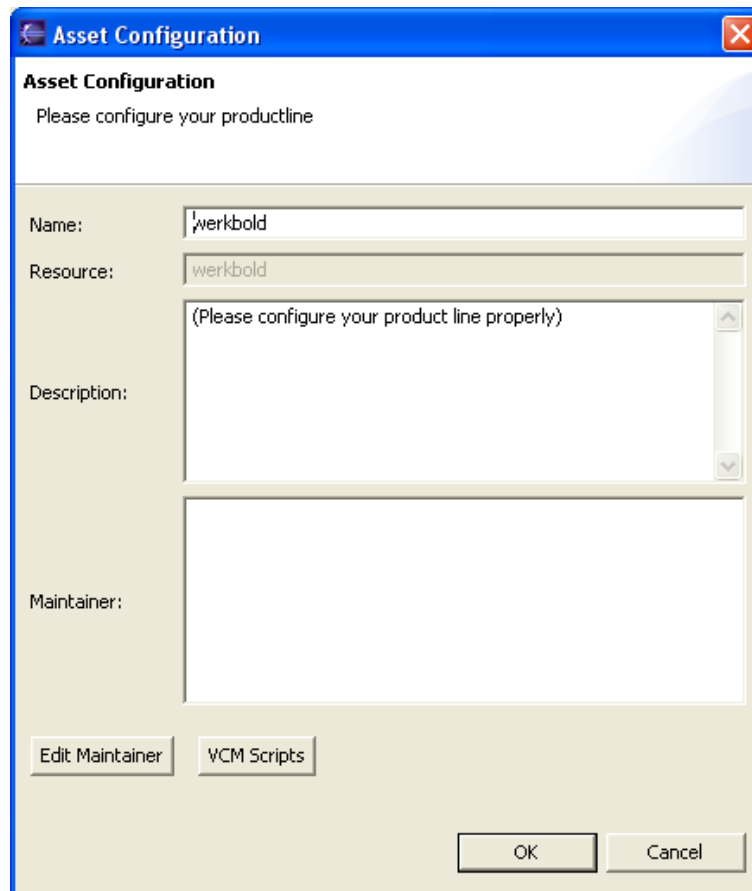 Asset Configuration
Asset Configuration
Please configure your productline
Name: werkbold
Resource: werkbold
Description: (Please configure your product line properly)
Maintainer:
Edit Maintainer VCM Scripts
OK Cancel